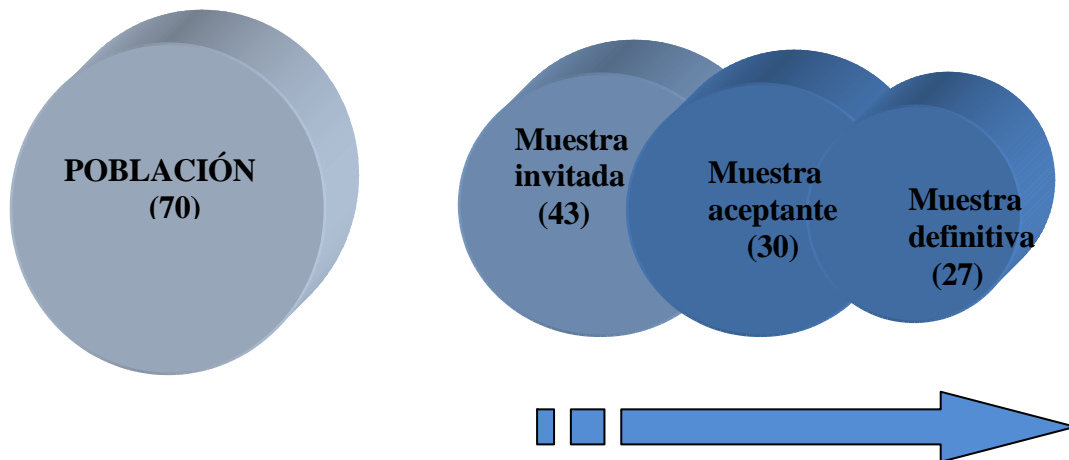 POBLACIÓN
(70)
Muestra
invitada
(43)
Muestra
aceptante
(30)
Muestra
definitiva
(27)